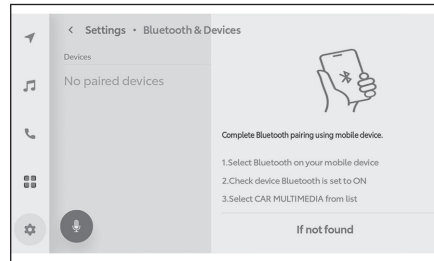 < Settings • Bluetooth & Devices
Devices
No paired devices
Complete Bluetooth pairing using mobile device.
1.Select Bluetooth on your mobile device
2.Check device Bluetooth is set to ON
3.Select CAR MULTIMEDIA from list
If not found